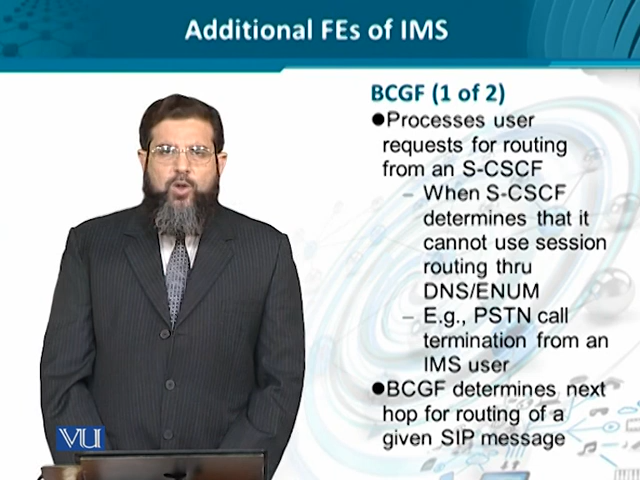 Additional FEs of IMS
BCGF (1 of 2)
●Processes user
requests for routing
from an S-CSCF
– When S-CSCF
determines that it
cannot use session
routing thru
DNS/ENUM
– E.g., PSTN call
termination from an
IMS user
●BCGF determines next
hop for routing of a
given SIP message
VU